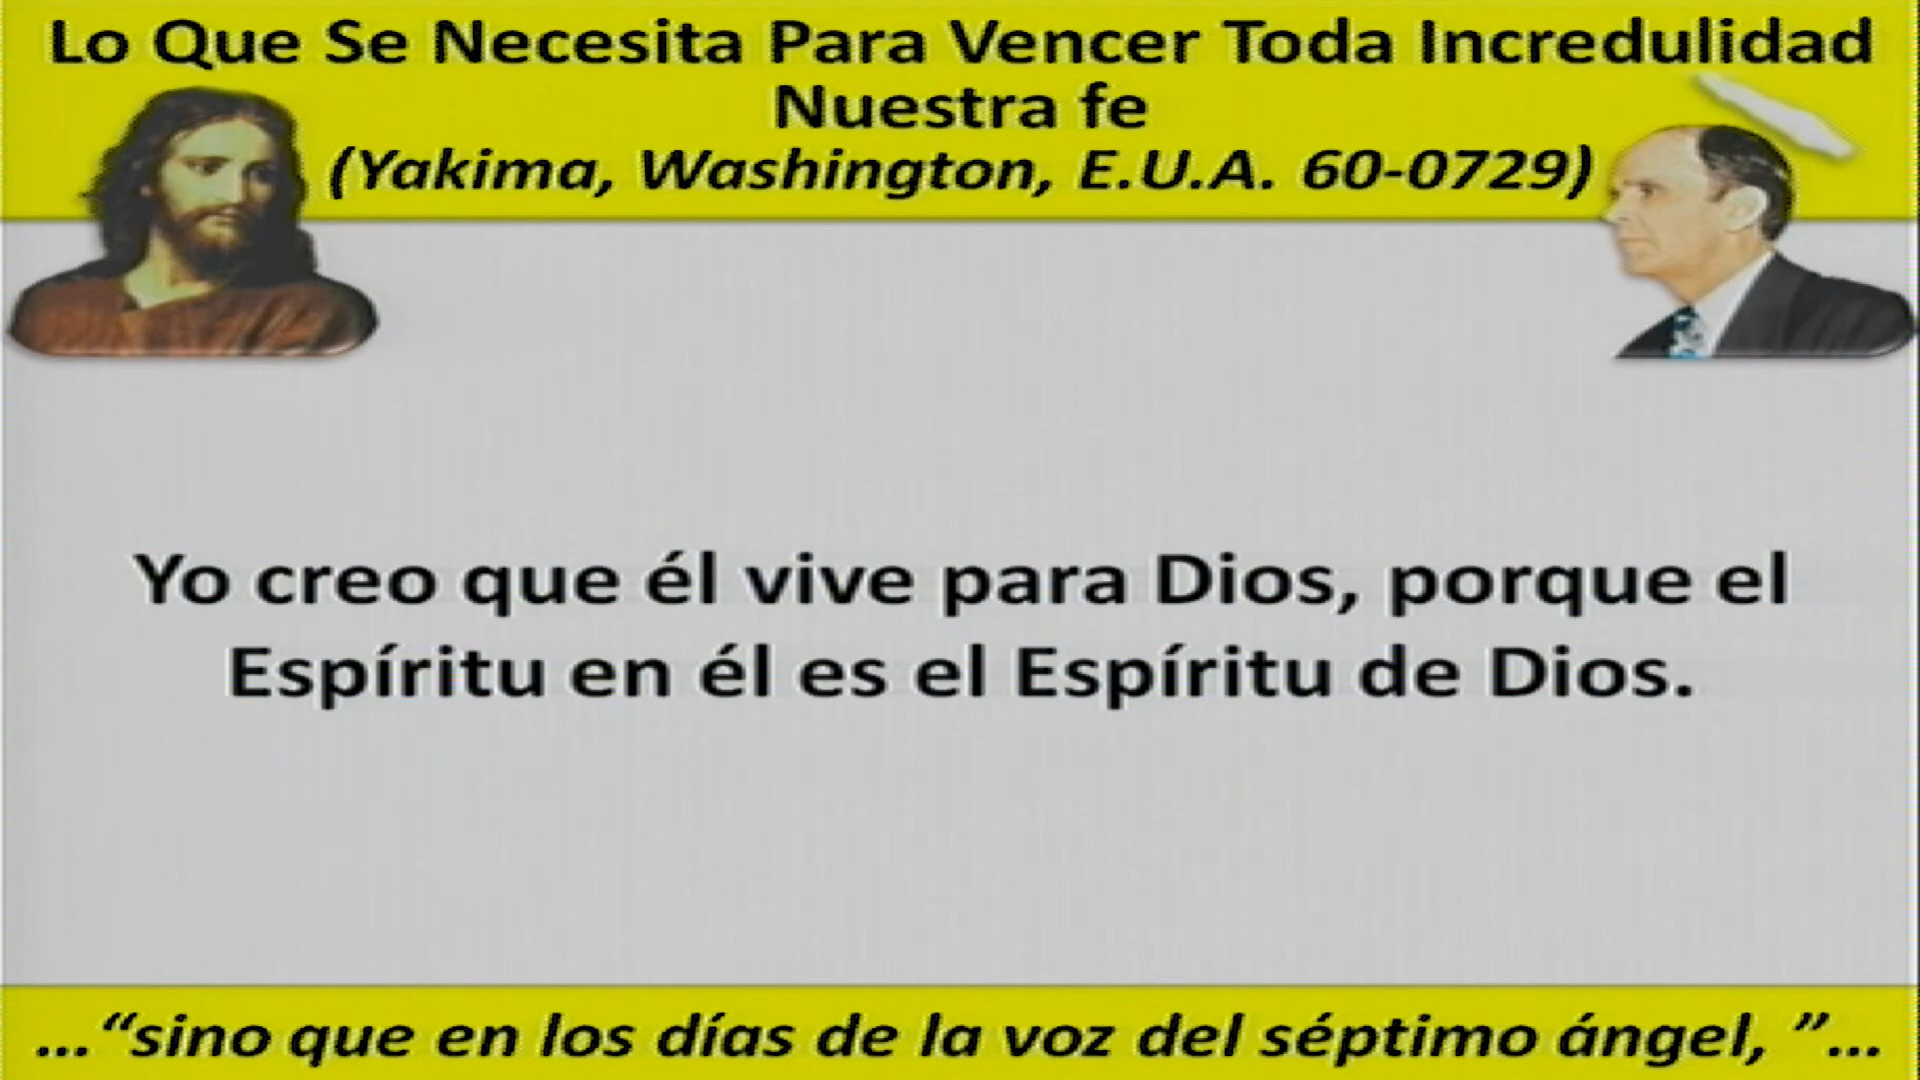 Lo Que Se Necesita Para Vencer Toda Incredulidad
Nuestra fe
(Yakima, Washington, E.U.A. 60-0729)
Yo creo que él vive para Dios, porque el
Espíritu en él es el Espíritu de Dios.
...“sino que en los días de la voz del séptimo ángel, ”...